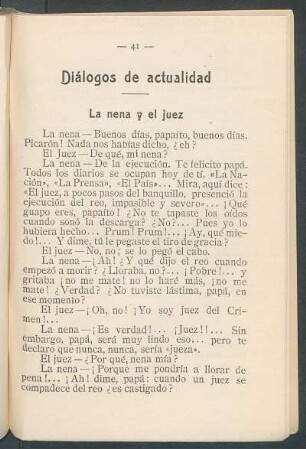 — 41 —
Diálogos de actualidad
La nena y el juez
La nena—Buenos días, papaíto, buenos días.
Picarón! Nada nos habías dicho, ¿eh?
El Juez—De qué, mi nena?
La nena—De la ejecución. Te felicito papá.
Todos los diarios se ocupan hoy de tí. «La Na-
ción», «La Prensa», «El País»... Mira, aquí dice:
«El juez, a pocos pasos del banquillo, presenció la
ejecución del reo, impasible y severo»... ¡Qué
guapo eres, papaíto! ¿No te tapaste los oídos
cuando sonó la descarga? ¿No?... Pues yo lo
hubiera hecho... Prum! Prum!... ¡Ay, qué mie-
do!... Y díme, tú le pegaste el tiro de gracia?
El juez—No, no; se lo pegó el cabo.
La nena—¡Ah! ¿Y qué dijo el reo cuando
empezó a morir? ¿Lloraba, no?... ¡Pobre!... y
gritaba ¡no me mate! no lo haré más, ¡no me
mate! ¿Verdad? ¿No tuviste lástima, papá, en
ese momento?
El juez—¡Oh, no! ¡Yo soy juez del Cri-
men!...
La nena—¡Es verdad!... ¡Juez!!... Sin
embargo, papá, será muy lindo eso... pero te
declaro que nunca, nunca, sería «jueza».
El juez—¿Por qué, nena mía?
La nena—¡Porque me pondría a llorar de
pena!... ¡Ah! dime, papá: cuando un juez se
compadece del reo ¿es castigado?